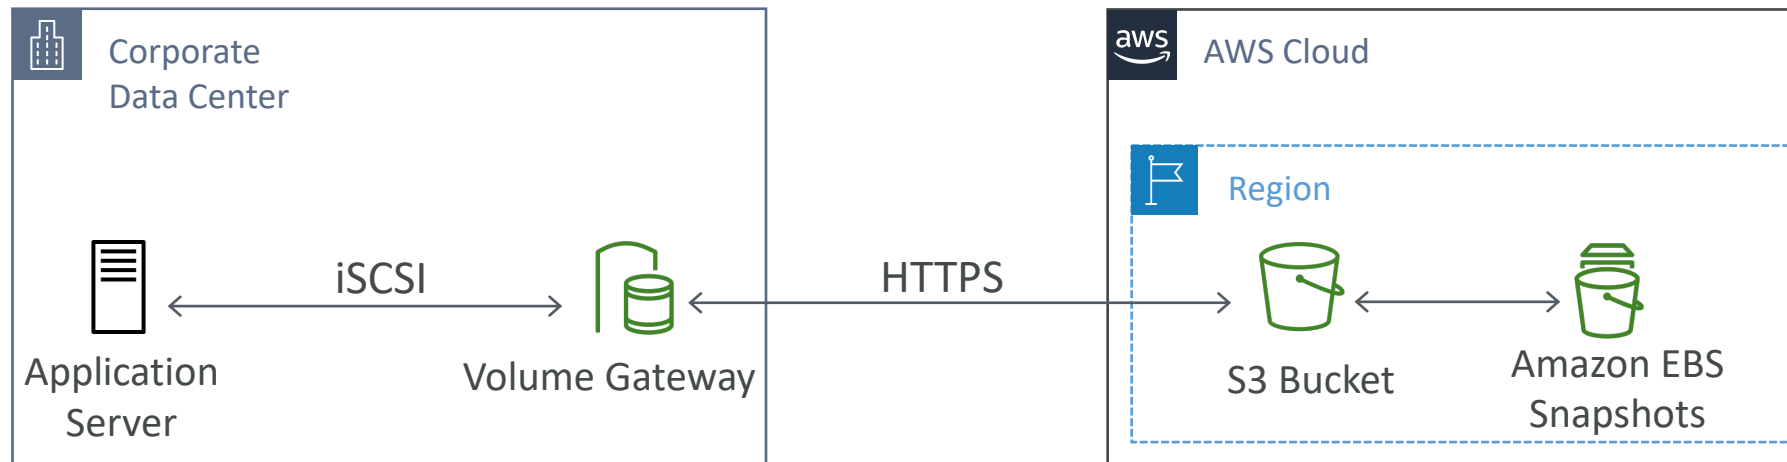 Corporate
Data Center
aws
AWS Cloud
Region
iSCSI
HTTPS
Application
Server
Volume Gateway
S3 Bucket
Amazon EBS
Snapshots